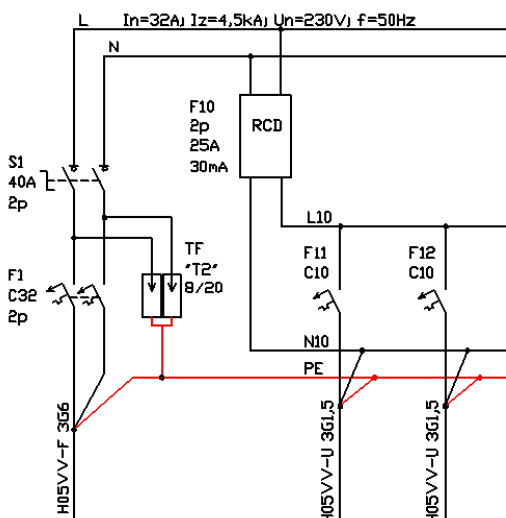 L In=32A; Iz=4,5kA; Un=230V; f=50Hz
N
F10
2p
25A
30mA
RCD
S1
40A
2p
L10
TF
"T2"
8/20
F11
C10
F12
C10
F1
C32
2p
N10
PE
H05VV-F 3G6
H05VV-U 3G1,5
H05VV-U 3G1,5